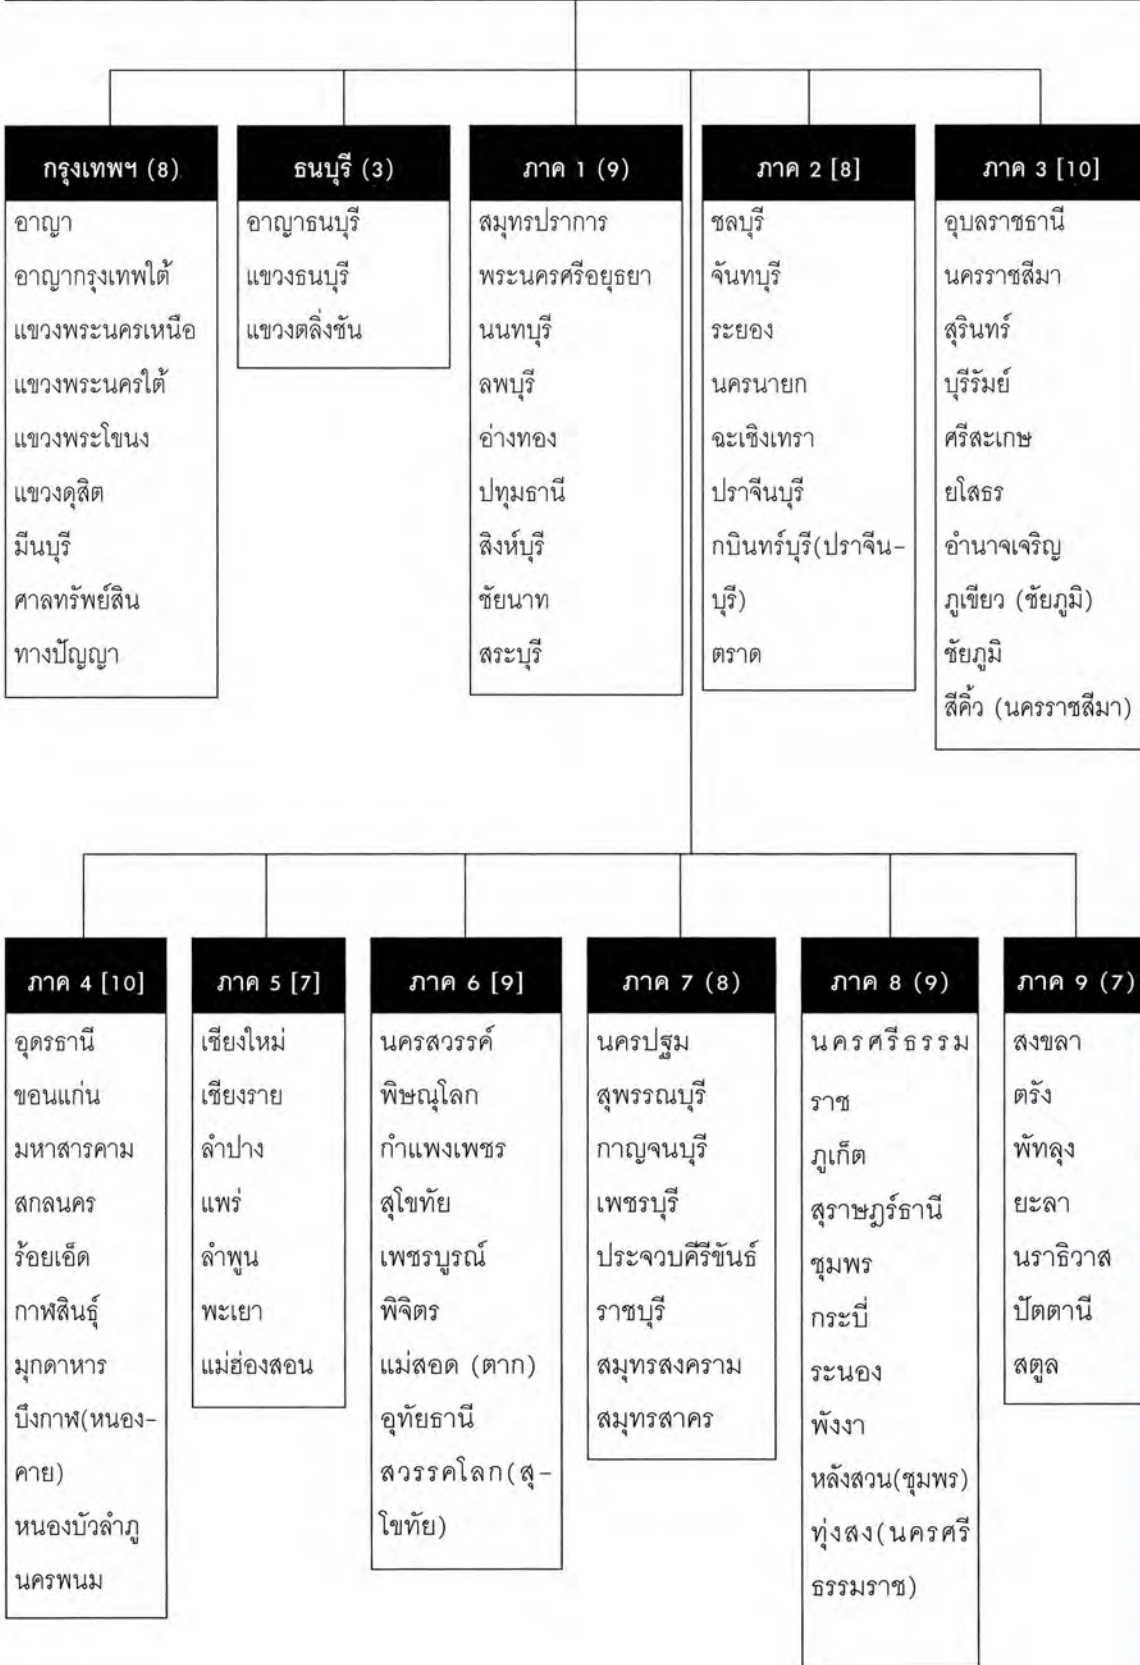 กรุงเทพฯ (8)
อาญา
อาญากรุงเทพใต้
แขวงพระนครเหนือ
แขวงพระนครใต้
แขวงพระโขนง
แขวงดุสิต
มีนบุรี
ศาลทรัพย์สิน
ทางปัญญา
ธนบุรี (3)
อาญาธนบุรี
แขวงธนบุรี
แขวงตลิ่งชัน
ภาค 1 (9)
สมุทรปราการ
พระนครศรีอยุธยา
นนทบุรี
ลพบุรี
อ่างทอง
ปทุมธานี
สิงห์บุรี
ชัยนาท
สระบุรี
ภาค 2 [8]
ชลบุรี
จันทบุรี
ระยอง
นครนายก
ฉะเชิงเทรา
ปราจีนบุรี
กบินทร์บุรี(ปราจีน-
บุรี)
ตราด
ภาค 3 [10]
อุบลราชธานี
นครราชสีมา
สุรินทร์
บุรีรัมย์
ศรีสะเกษ
ยโสธร
อำนาจเจริญ
ภูเขียว (ชัยภูมิ)
ชัยภูมิ
สีคิ้ว (นครราชสีมา)
ภาค 4 [10]
อุดรธานี
ขอนแก่น
มหาสารคาม
สกลนคร
ร้อยเอ็ด
กาฬสินธุ์
มุกดาหาร
บึงกาฬ(หนอง-
คาย)
หนองบัวลำภู
นครพนม
ภาค 5 [7]
เชียงใหม่
เชียงราย
ลำปาง
แพร่
ลำพูน
พะเยา
แม่ฮ่องสอน
ภาค 6 [9]
นครสวรรค์
พิษณุโลก
กำแพงเพชร
สุโขทัย
เพชรบูรณ์
พิจิตร
แม่สอด (ตาก)
อุทัยธานี
สวรรคโลก(สุ-
โขทัย)
ภาค 7 (8)
นครปฐม
สุพรรณบุรี
กาญจนบุรี
เพชรบุรี
ประจวบคีรีขันธ์
ราชบุรี
สมุทรสงคราม
สมุทรสาคร
ภาค 8 (9)
นครศรีธรรม
ราช
ภูเก็ต
สุราษฎร์ธานี
ชุมพร
กระบี่
ระนอง
พังงา
หลังสวน(ชุมพร)
ทุ่งสง(นครศรี
ธรรมราช)
ภาค 9 (7)
สงขลา
ตรัง
พัทลุง
ยะลา
นราธิวาส
ปัตตานี
สตูล